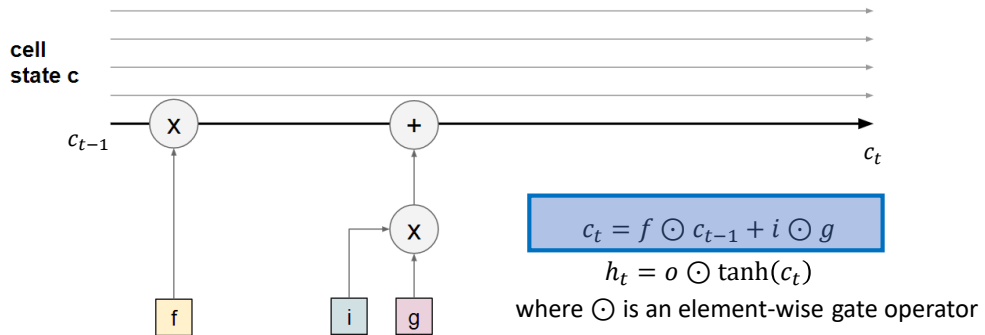 cell
state c
x
+
c_{t−1}
c_t
x
c_t = f ⊙ c_{t−1} + i ⊙ g
h_t = o ⊙ tanh(c_t)
where ⊙ is an element-wise gate operator
f
i
g